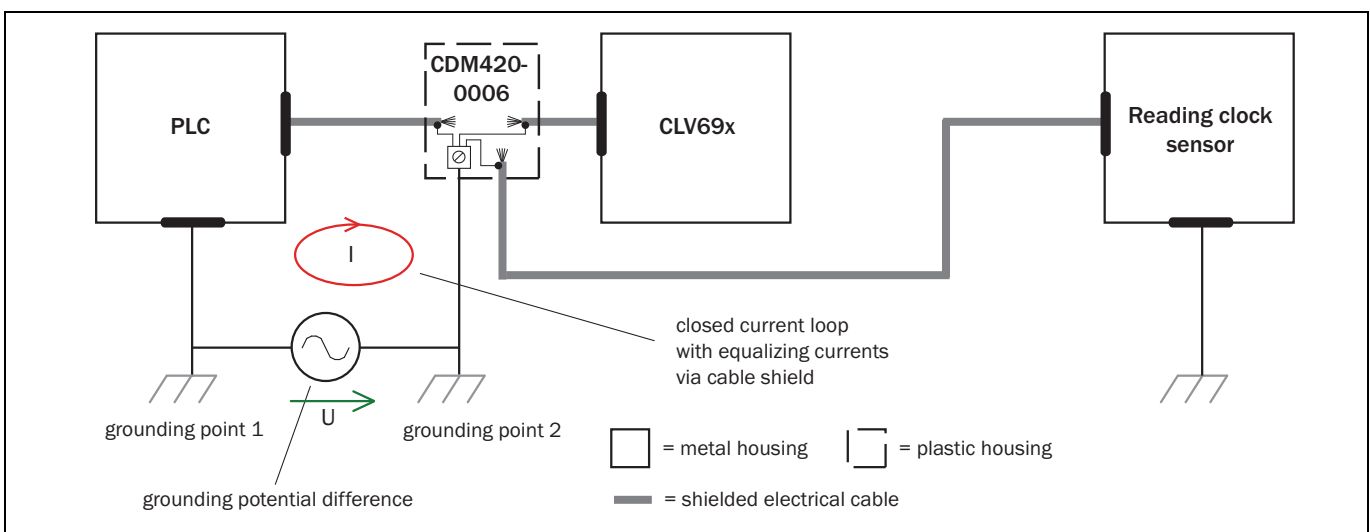 PLC
CDM420-
0006
CLV69x
Reading clock
sensor
I
closed current loop
with equalizing currents
via cable shield
U
grounding point 1
grounding point 2
= metal housing
= plastic housing
grounding potential difference
= shielded electrical cable